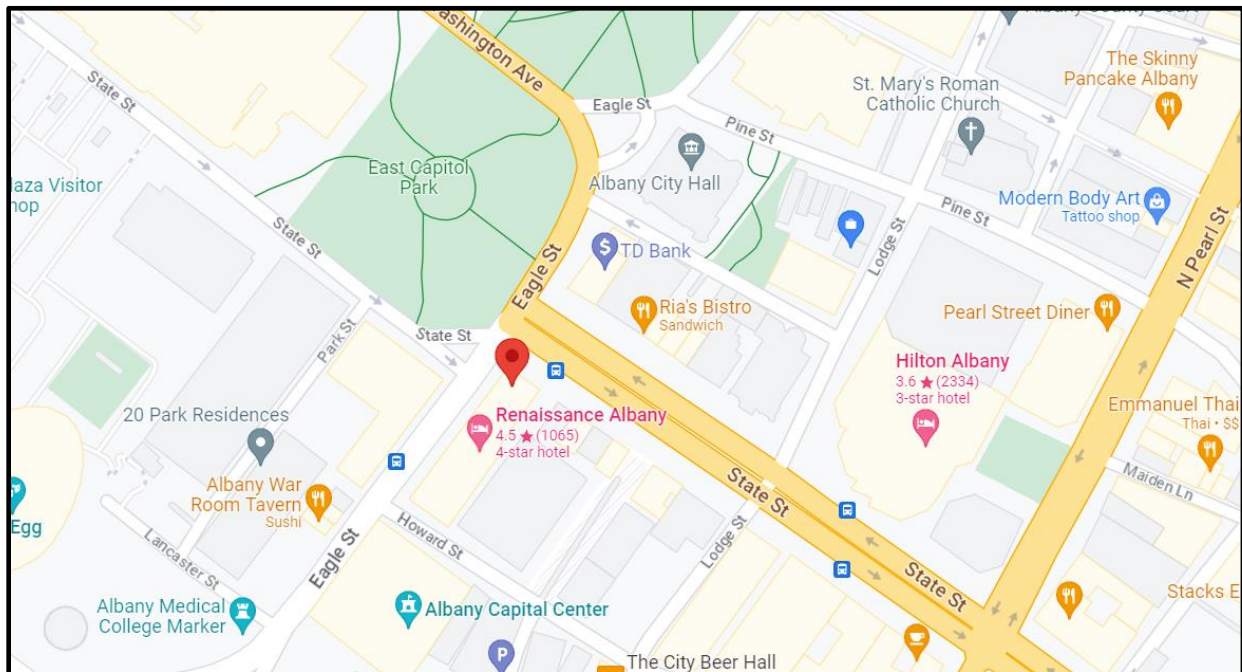 Albany County Court
ashington Ave
The Skinny
Pancake Albany
State St
St. Mary's Roman
Catholic Church
Eagle St
Pine St
East Capitol
Park
Albany City Hall
laza Visitor
hop
Modern Body Art
Tattoo shop
Pine St
State St
TD Bank
Lodge St
N Pearl St
Eagle St
Ria's Bistro
Sandwich
Pearl Street Diner
Park St
State St
Hilton Albany
3.6 ★ (2334)
3-star hotel
20 Park Residences
Renaissance Albany
4.5 ★ (1065)
4-star hotel
Emmanuel Thai
Thai • $$
Albany War
Room Tavern
Sushi
State St
Maiden Ln
Egg
Lancaster St
Eagle St
Howard St
Lodge St
State St
Stacks E
Albany Medical
College Marker
Albany Capital Center
P
The City Beer Hall